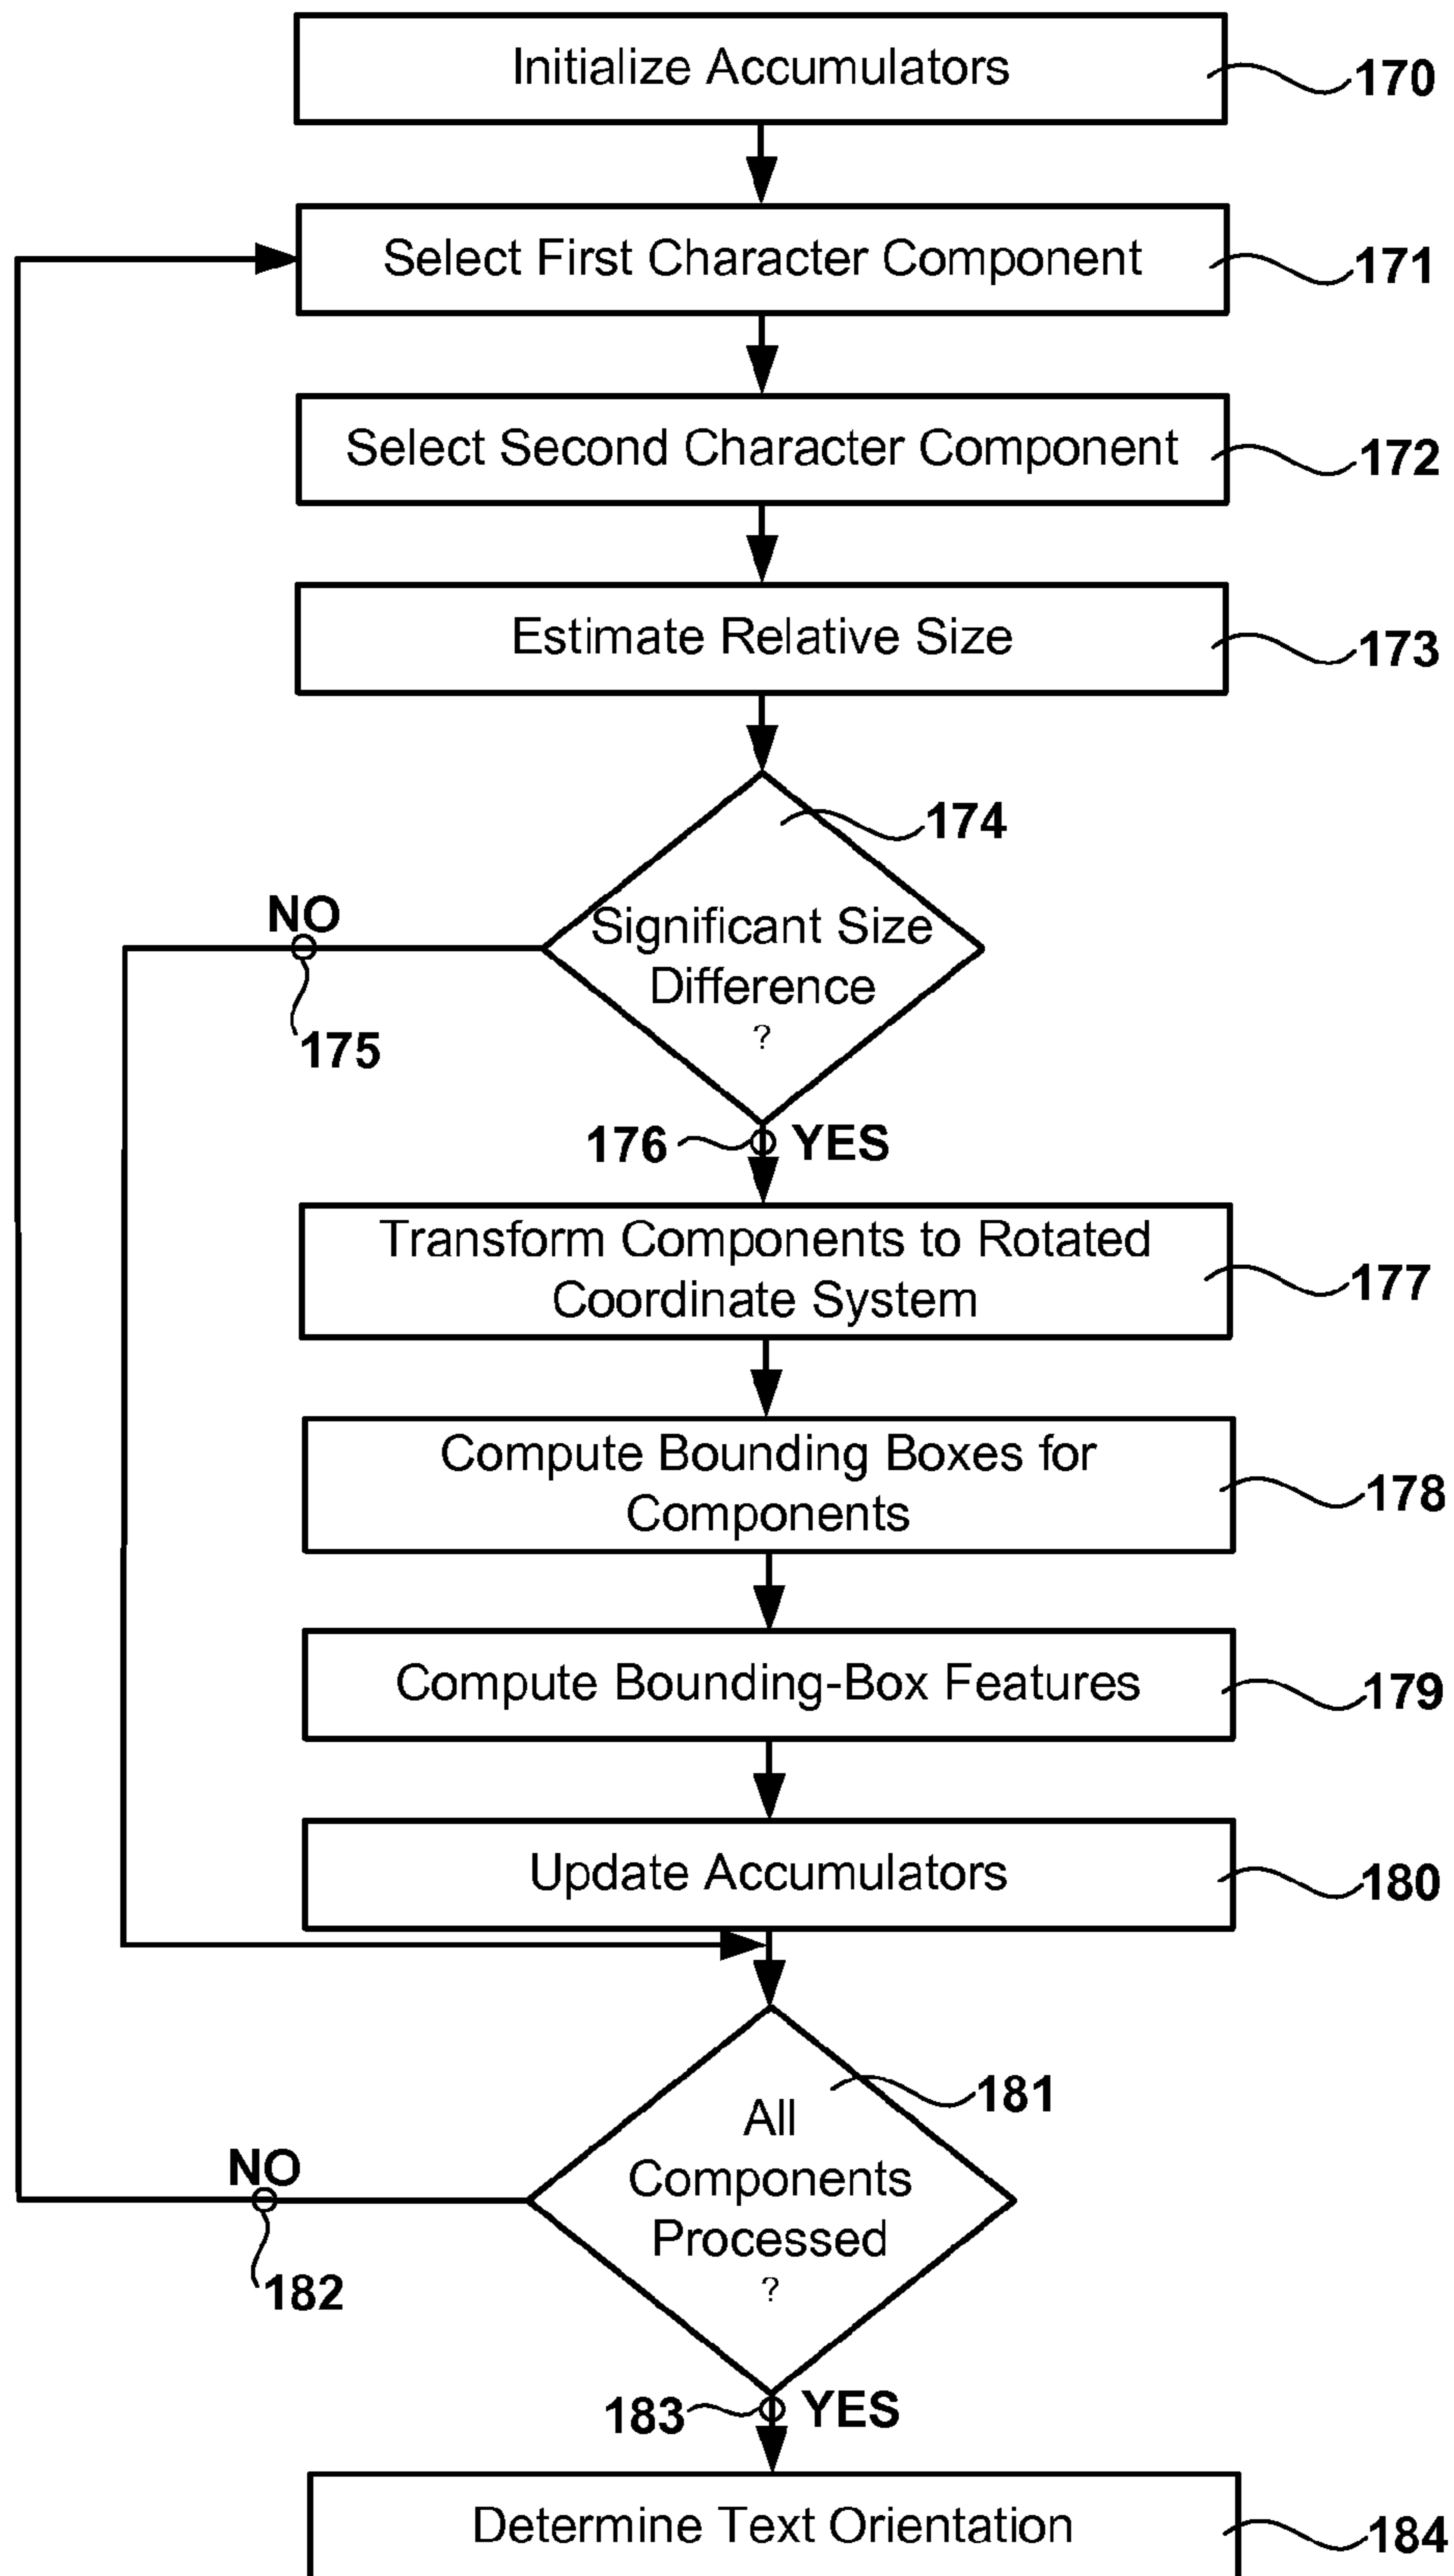 Initialize Accumulators
170
Select First Character Component
171
Select Second Character Component
172
Estimate Relative Size
173
174
Significant Size
Difference
?
NO
175
176
YES
Transform Components to Rotated
Coordinate System
177
Compute Bounding Boxes for
Components
178
Compute Bounding-Box Features
179
Update Accumulators
180
181
All
Components
Processed
?
NO
182
183
YES
Determine Text Orientation
184